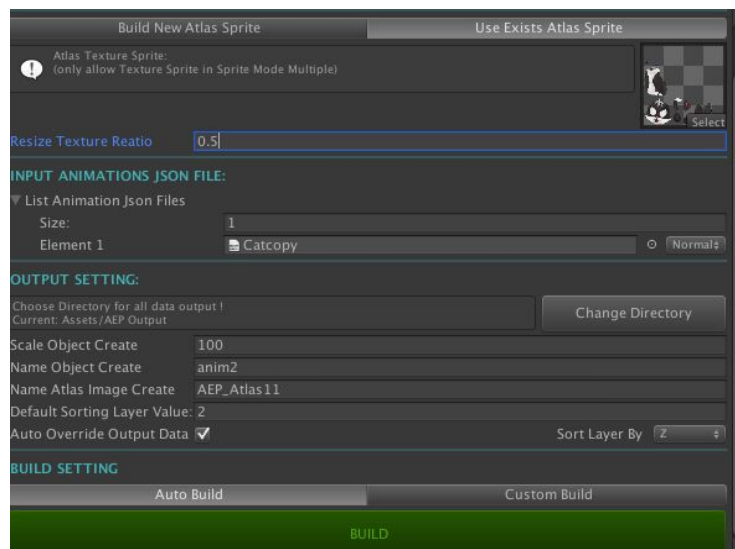 Build New Atlas Sprite
Use Exists Atlas Sprite
Atlas Texture Sprite:
(only allow Texture Sprite in Sprite Mode Multiple)
Select
Resize Texture Reatio 0.5
INPUT ANIMATIONS JSON FILE:
List Animation Json Files
Size: 1
Element 1 Catcopy Normal
OUTPUT SETTING:
Choose Directory for all data output !
Current: Assets/AEP Output
Change Directory
Scale Object Create 100
Name Object Create anim2
Name Atlas Image Create AEP_Atlas11
Default Sorting Layer Value: 2
Auto Override Output Data Sort Layer By Z
BUILD SETTING
Auto Build Custom Build
BUILD